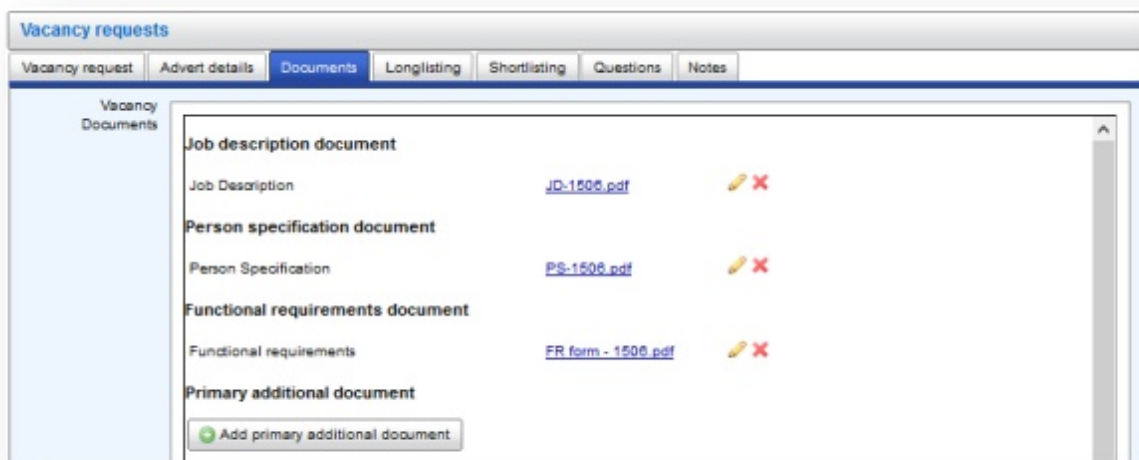 Vacancy requests
Vacancy request Advert details Documents Longlisting Shortlisting Questions Notes
Vacancy
Documents
Job description document
Job Description JD-1506.pdf
Person specification document
Person Specification PS-1506.pdf
Functional requirements document
Functional requirements FR form - 1506.pdf
Primary additional document
Add primary additional document